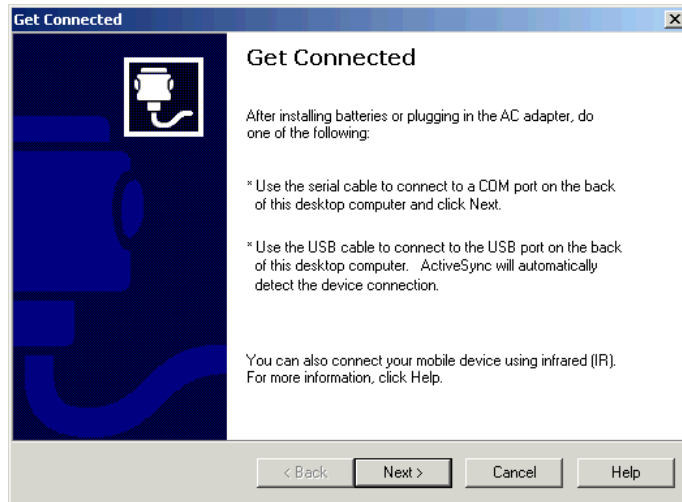 Get Connected
Get Connected
After installing batteries or plugging in the AC adapter, do
one of the following:
* Use the serial cable to connect to a COM port on the back
of this desktop computer and click Next.
* Use the USB cable to connect to the USB port on the back
of this desktop computer.   ActiveSync will automatically
detect the device connection.
You can also connect your mobile device using infrared (IR).
For more information, click Help.
< Back   Next >   Cancel   Help